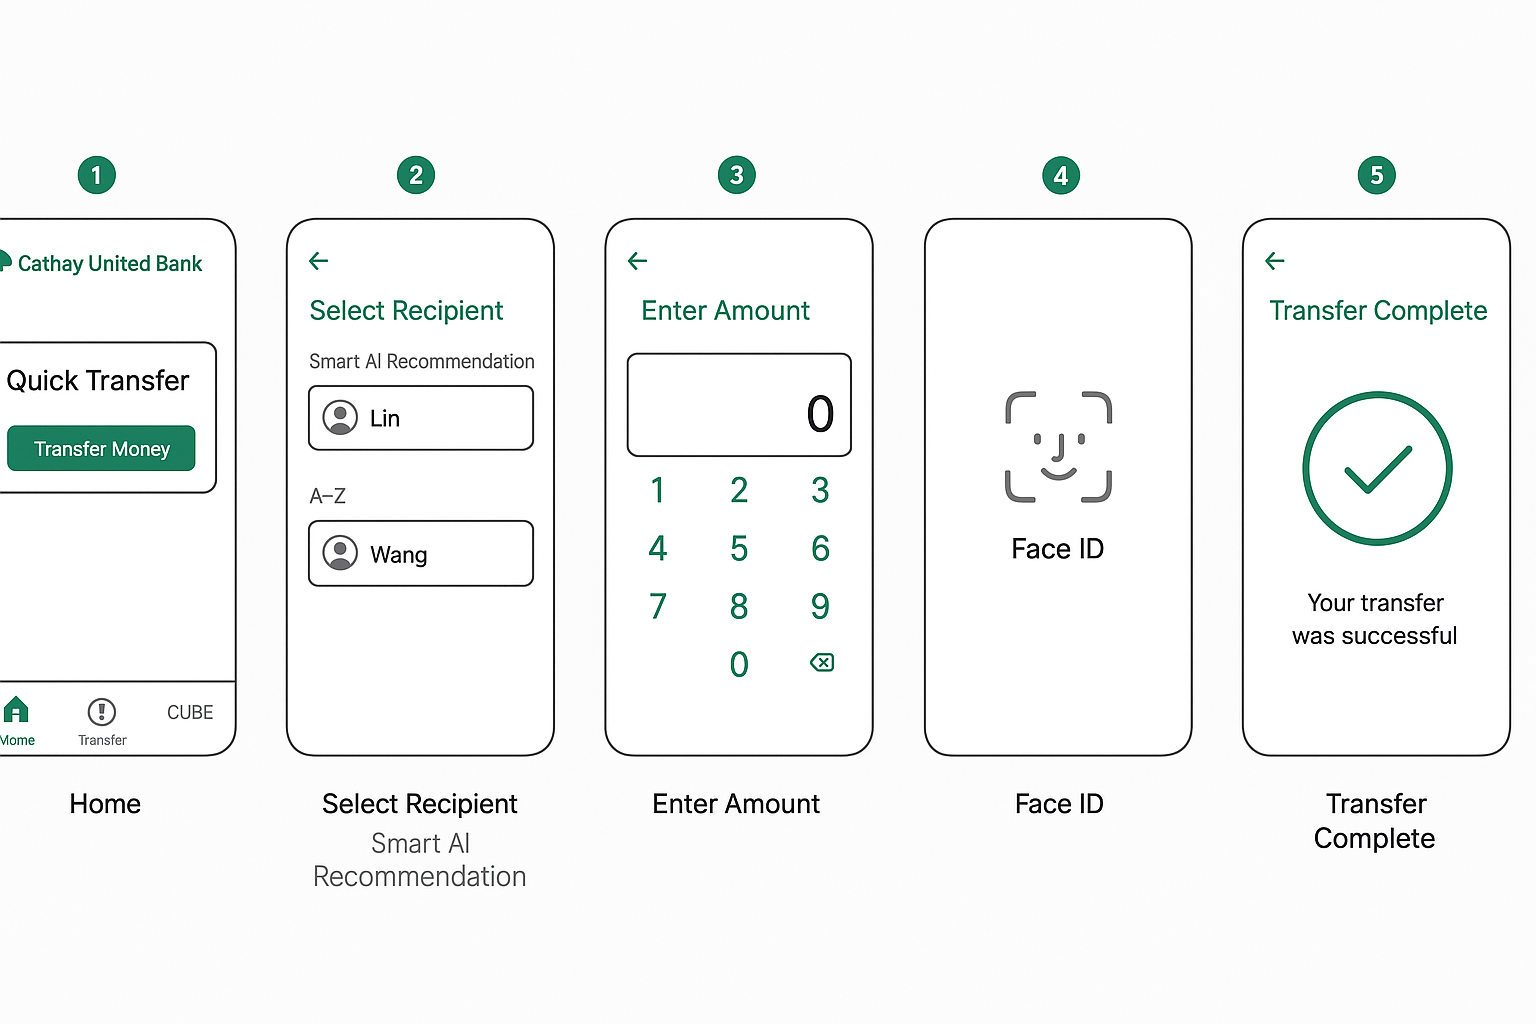 1
Cathay United Bank
Quick Transfer
Transfer Money
Mome
Transfer
CUBE
Home
2
Select Recipient
Smart AI Recommendation
Lin
A–Z
Wang
Select Recipient
Smart AI
Recommendation
3
Enter Amount
0
1 2 3
4 5 6
7 8 9
0
Enter Amount
4
Face ID
Face ID
5
Transfer Complete
Your transfer
was successful
Transfer
Complete